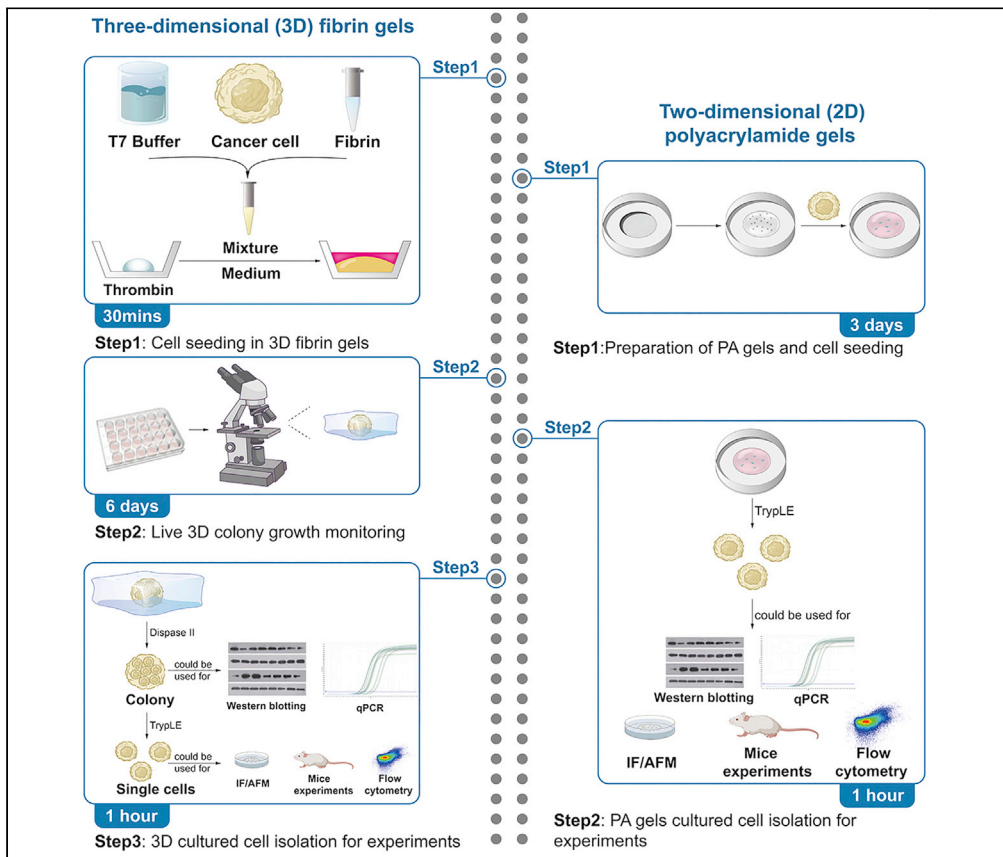 Three-dimensional (3D) fibrin gels
Step1
T7 Buffer
Cancer cell
Fibrin
Mixture
Medium
Thrombin
30mins
Step1: Cell seeding in 3D fibrin gels
Step2
6 days
Step2: Live 3D colony growth monitoring
Step3
Dispase II
Colony
could be
used for
Western blotting
qPCR
TrypLE
Single cells
could be
used for
IF/AFM
Mice
experiments
Flow
cytometry
1 hour
Step3: 3D cultured cell isolation for experiments
Two-dimensional (2D)
polyacrylamide gels
Step1
3 days
Step1:Preparation of PA gels and cell seeding
Step2
TrypLE
could be used for
Western blotting
qPCR
IF/AFM
Mice
experiments
Flow
cytometry
1 hour
Step2: PA gels cultured cell isolation for
experiments